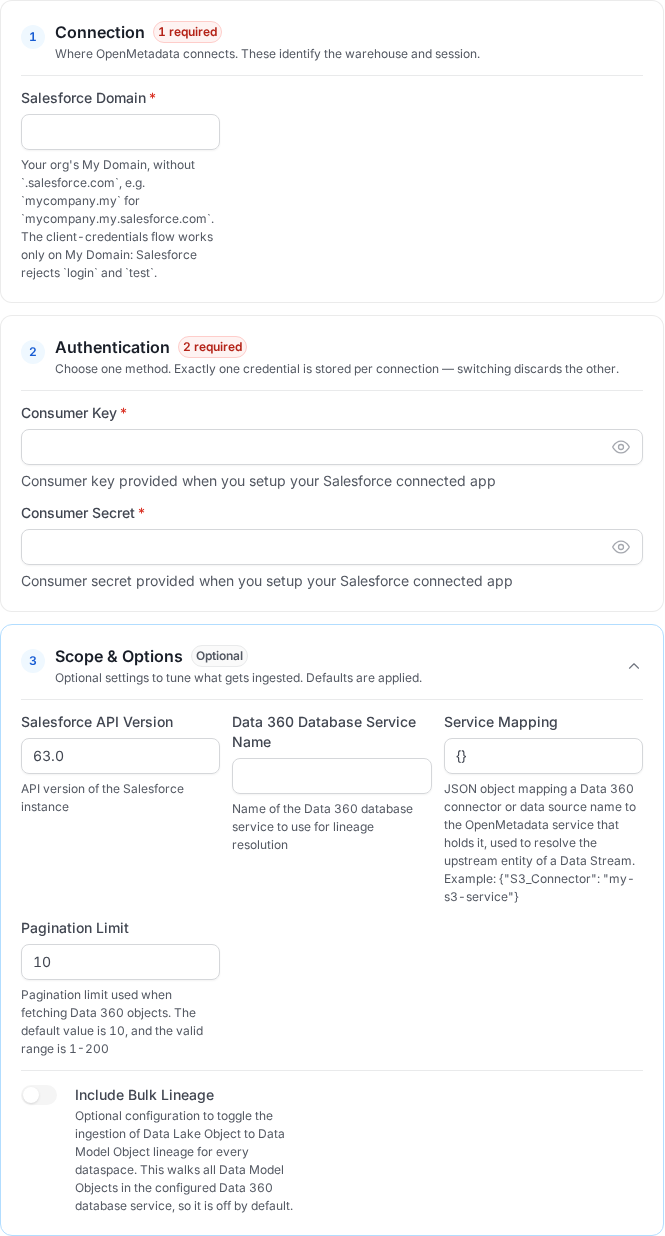 1
Connection
1 required
Where OpenMetadata connects. These identify the warehouse and session.
Salesforce Domain *
Your org's My Domain, without
`.salesforce.com`, e.g.
`mycompany.my` for
`mycompany.my.salesforce.com`.
The client-credentials flow works
only on My Domain: Salesforce
rejects `login` and `test`.
2
Authentication
2 required
Choose one method. Exactly one credential is stored per connection — switching discards the other.
Consumer Key *
Consumer key provided when you setup your Salesforce connected app
Consumer Secret *
Consumer secret provided when you setup your Salesforce connected app
3
Scope & Options
Optional
Optional settings to tune what gets ingested. Defaults are applied.
Salesforce API Version
63.0
API version of the Salesforce
instance
Data 360 Database Service
Name
Name of the Data 360 database
service to use for lineage
resolution
Service Mapping
{}
JSON object mapping a Data 360
connector or data source name to
the OpenMetadata service that
holds it, used to resolve the
upstream entity of a Data Stream.
Example: {"S3_Connector": "my-
s3-service"}
Pagination Limit
10
Pagination limit used when
fetching Data 360 objects. The
default value is 10, and the valid
range is 1-200
Include Bulk Lineage
Optional configuration to toggle the
ingestion of Data Lake Object to Data
Model Object lineage for every
dataspace. This walks all Data Model
Objects in the configured Data 360
database service, so it is off by default.